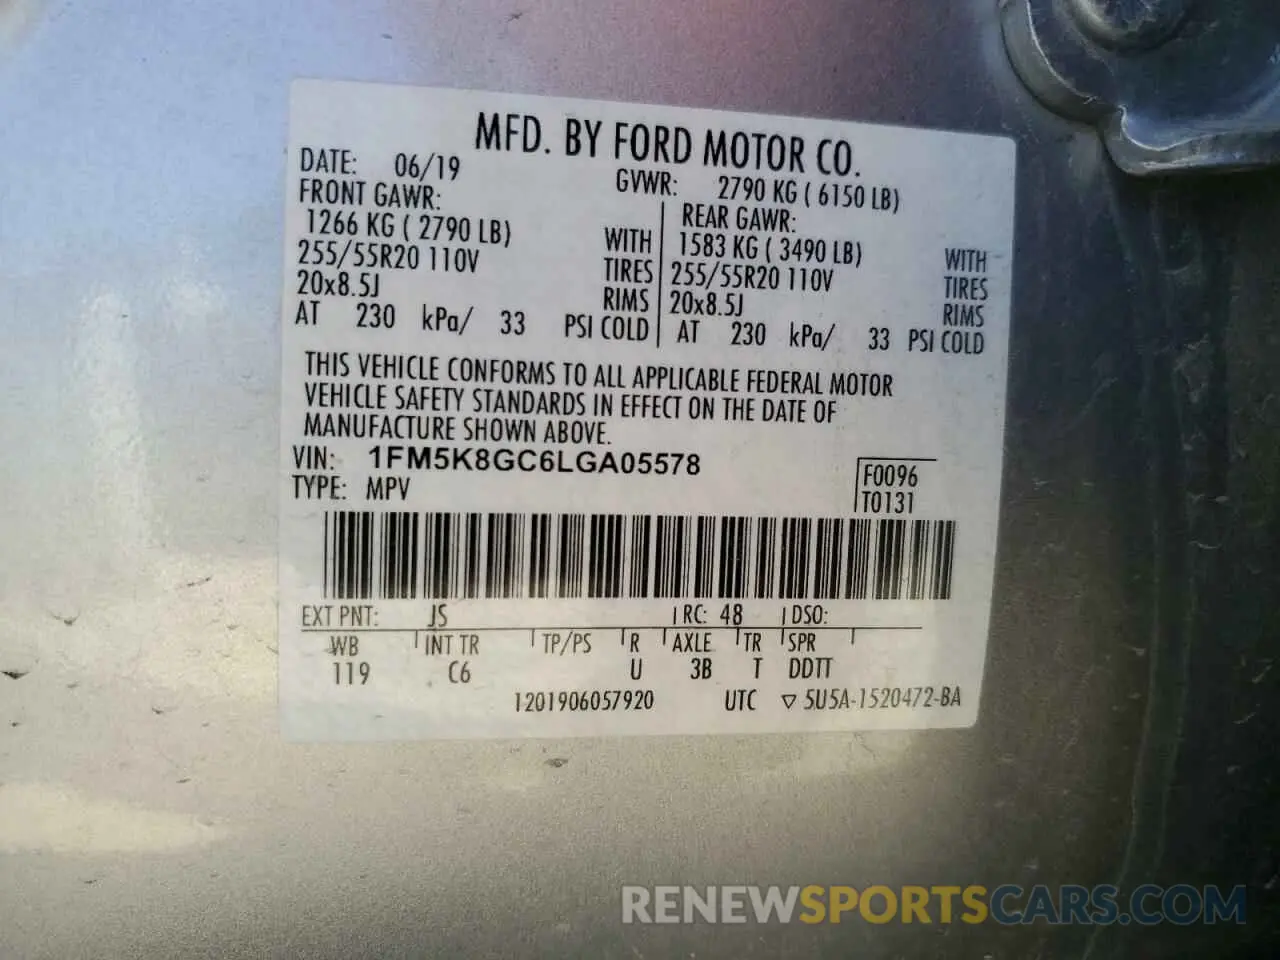 MFD. BY FORD MOTOR CO.
DATE: 06/19 GVWR: 2790 KG ( 6150 LB)
FRONT GAWR: REAR GAWR:
1266 KG ( 2790 LB) WITH 1583 KG ( 3490 LB) WITH
255/55R20 110V TIRES 255/55R20 110V TIRES
20x8.5J RIMS 20x8.5J RIMS
AT 230 kPa/ 33 PSI COLD AT 230 kPa/ 33 PSI COLD
THIS VEHICLE CONFORMS TO ALL APPLICABLE FEDERAL MOTOR
VEHICLE SAFETY STANDARDS IN EFFECT ON THE DATE OF
MANUFACTURE SHOWN ABOVE.
VIN: 1FM5K8GC6LGA05578 F0096
TYPE: MPV T0131
EXT PNT: JS RC: 48 DSO:
WB INT TR TP/PS R AXLE TR SPR
119 C6 U 3B T DDTT
1201906057920 UTC ▽ 5U5A-1520472-BA
RENEWSPORTSCARS.COM